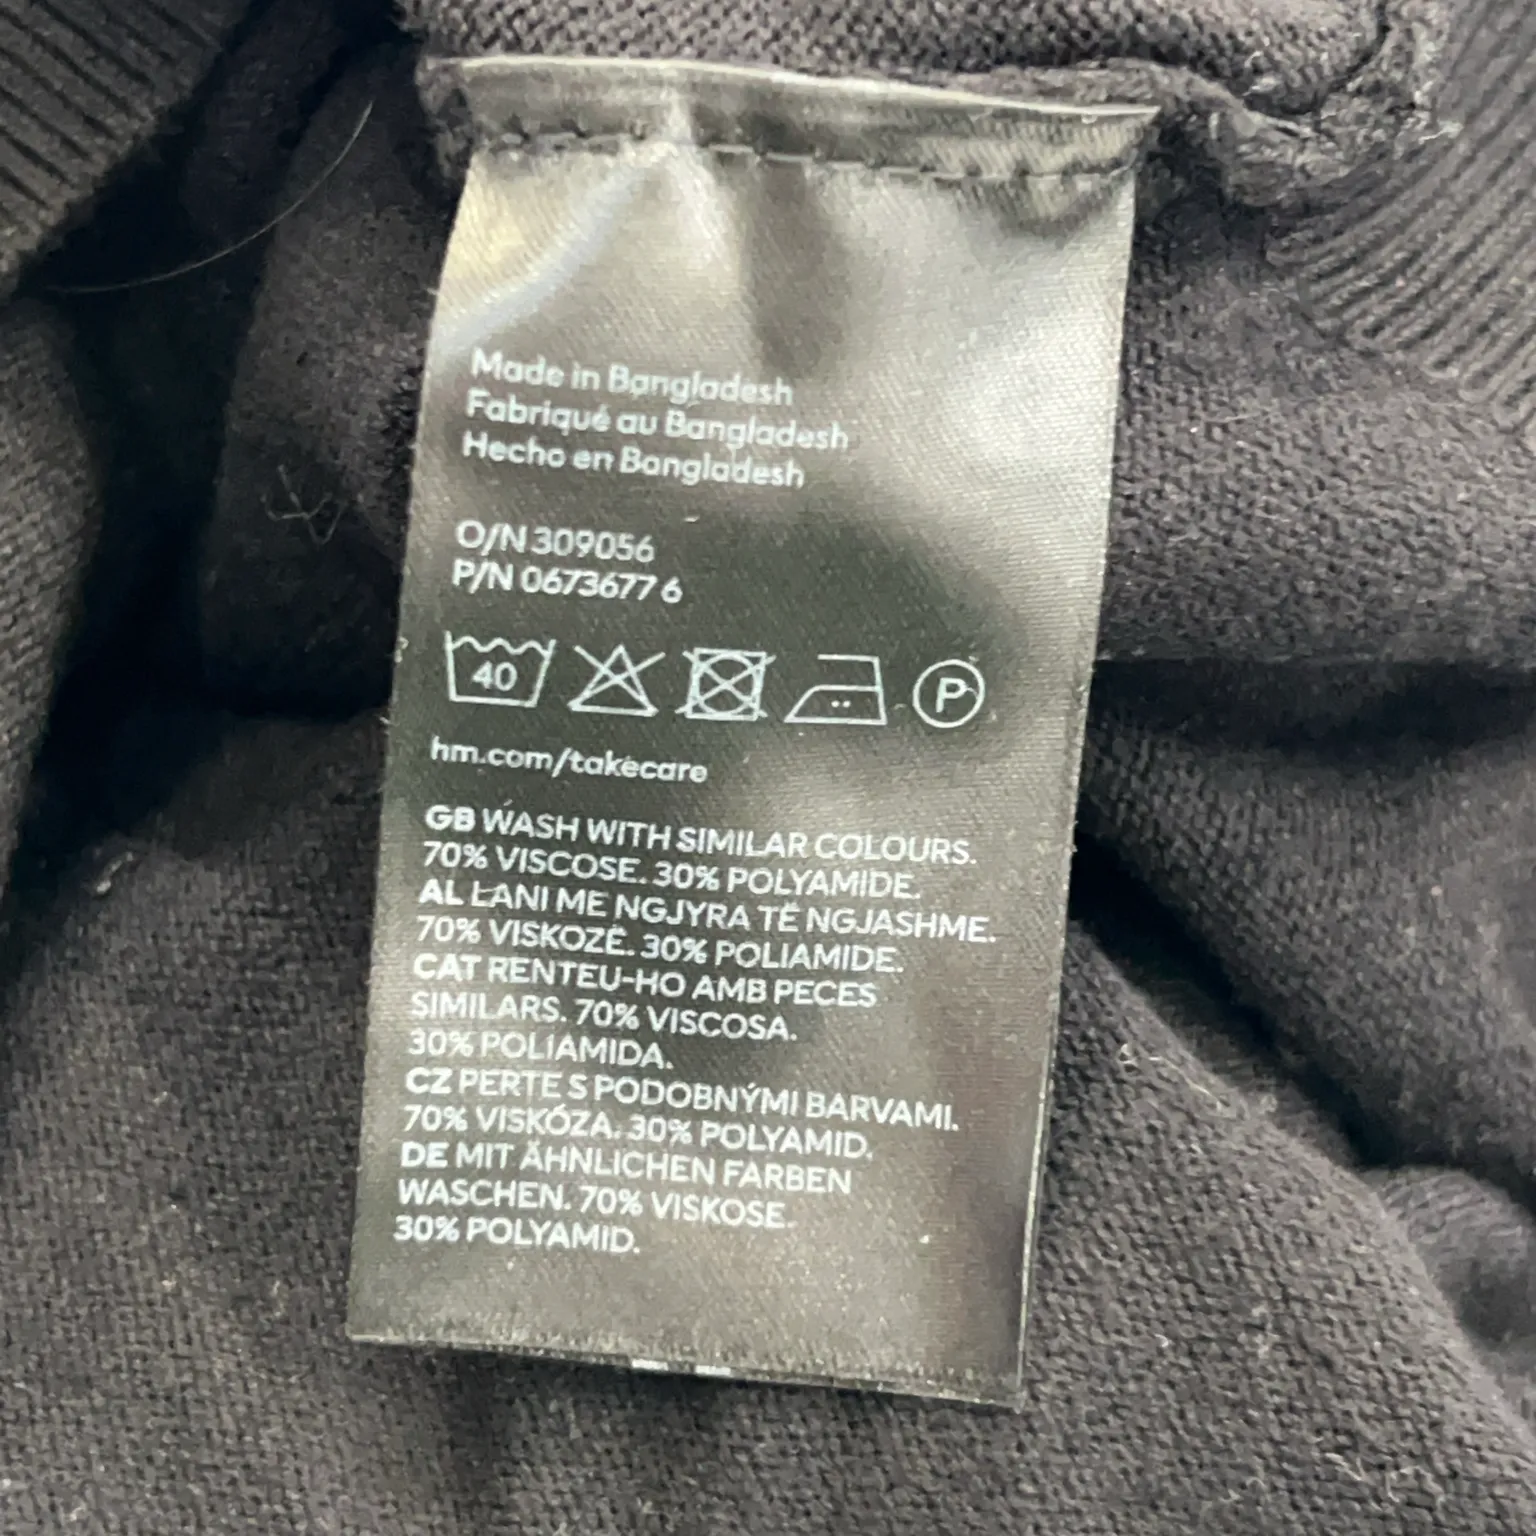 Made in Bangladesh
Fabriqué au Bangladesh
Hecho en Bangladesh
O/N 309056
P/N 0673677 6
40 P
hm.com/takecare
GB WASH WITH SIMILAR COLOURS.
70% VISCOSE. 30% POLYAMIDE.
AL LANI ME NGJYRA TË NGJASHME.
70% VISKOZË. 30% POLIAMIDE.
CAT RENTEU-HO AMB PECES
SIMILARS. 70% VISCOSA.
30% POLIAMIDA.
CZ PERTE S PODOBNÝMI BARVAMI.
70% VISKÓZA. 30% POLYAMID.
DE MIT ÄHNLICHEN FARBEN
WASCHEN. 70% VISKOSE.
30% POLYAMID.